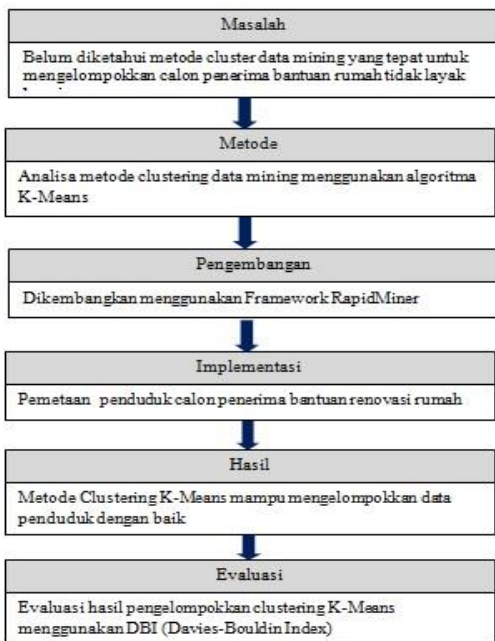 Masalah
Belum diketahui metode cluster data mining yang tepat untuk
mengelompokkan calon penerima bantuan rumah tidak layak
Metode
Analisa metode clustering data mining menggunakan algoritma
K-Means
Pengembangan
Dikembangkan menggunakan Framework RapidMiner
Implementasi
Pemetaan penduduk calon penerima bantuan renovasi rumah
Hasil
Metode Clustering K-Means mampu mengelompokkan data
penduduk dengan baik
Evaluasi
Evaluasi hasil pengelompokkan clustering K-Means
menggunakan DBI (Davies-Bouldin Index)